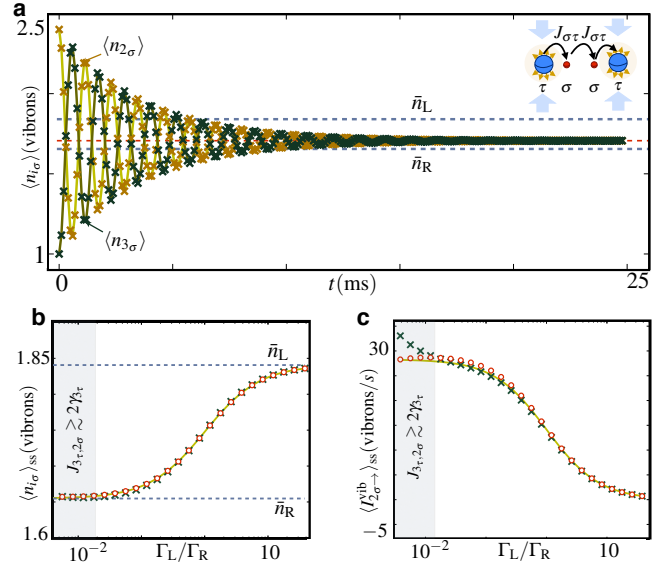 a
2.5
⟨n_{2σ}⟩
J_{στ} J_{στ}
τ σ σ τ
n̄_L
n̄_R
⟨n_{iσ}⟩(vibrons)
⟨n_{3σ}⟩
1
0 t(ms) 25
b
1.85
n̄_L
⟨n_{iσ}⟩_{ss}(vibrons)
J_{3τ,2σ} ≳ 2γ_{3τ}
n̄_R
1.6
10^{-2} Γ_L/Γ_R 10
c
30
⟨I^{vib}_{2σ→}⟩_{ss}(vibrons/s)
J_{3τ,2σ} ≳ 2γ_{3τ}
-5
10^{-2} Γ_L/Γ_R 10